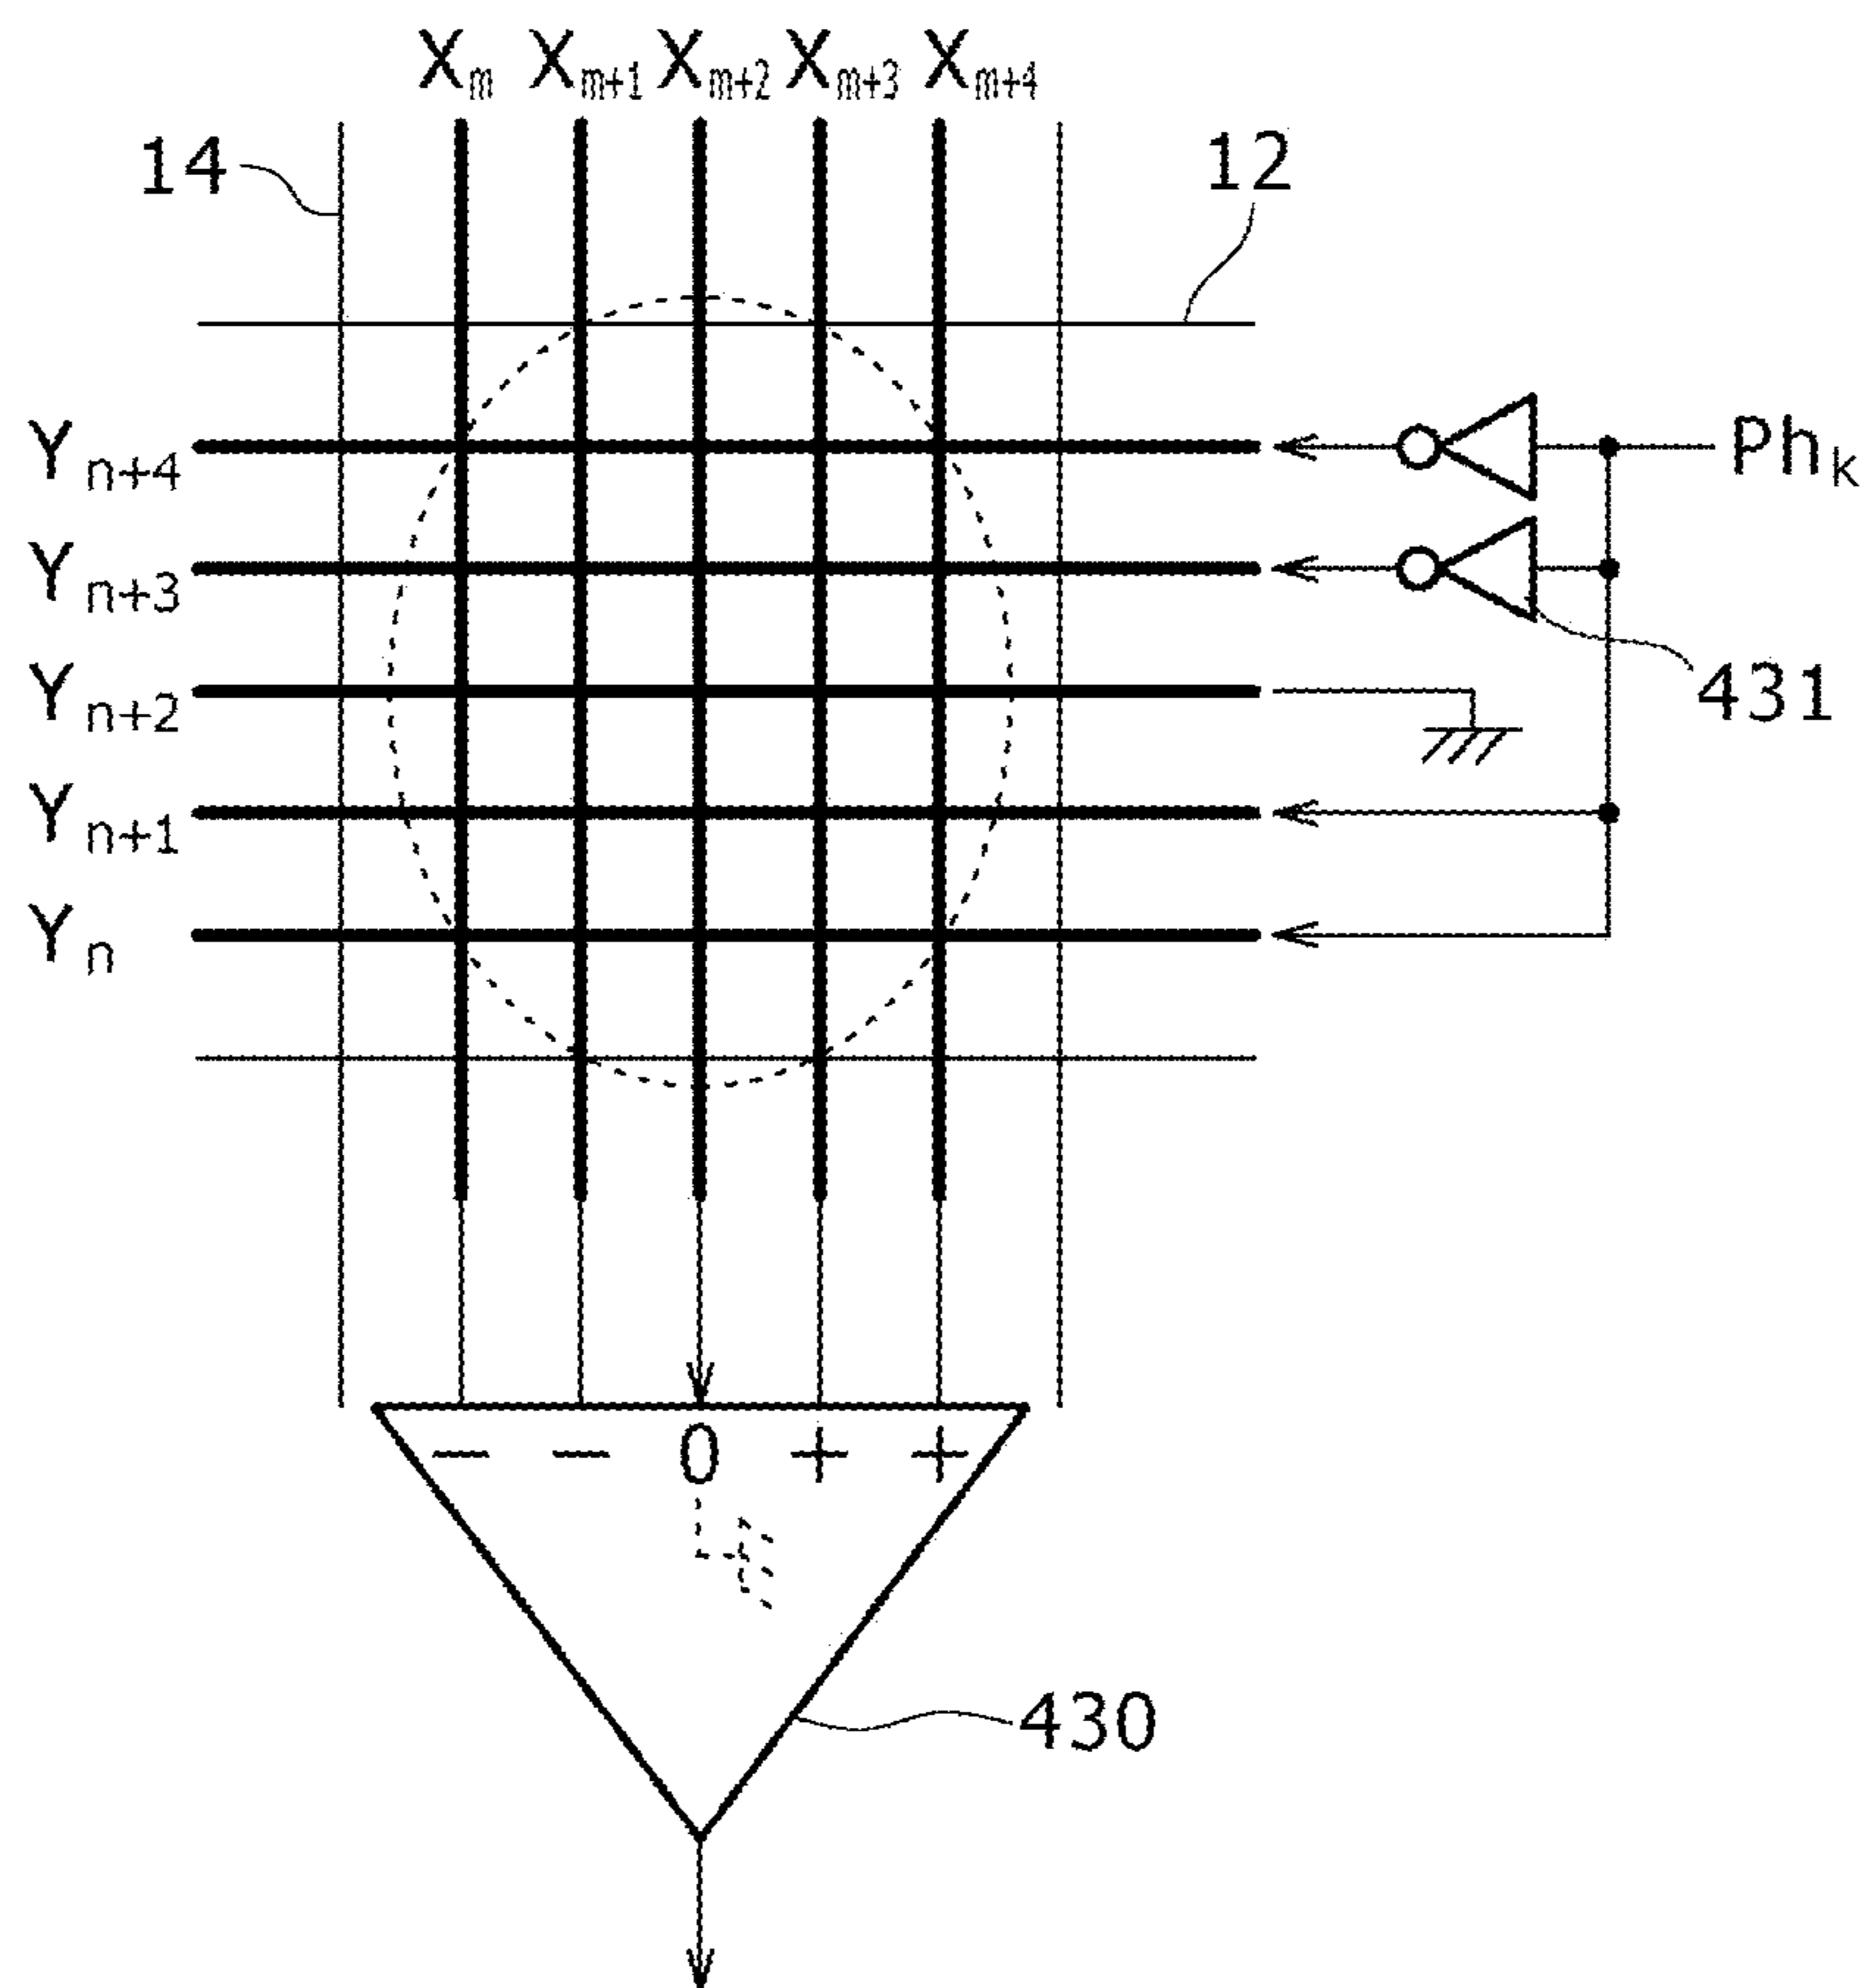 Xm Xm+1 Xm+2 Xm+3 Xm+4
14
12
Yn+4
Phk
Yn+3
Yn+2
431
Yn+1
Yn
− − 0 + +
430